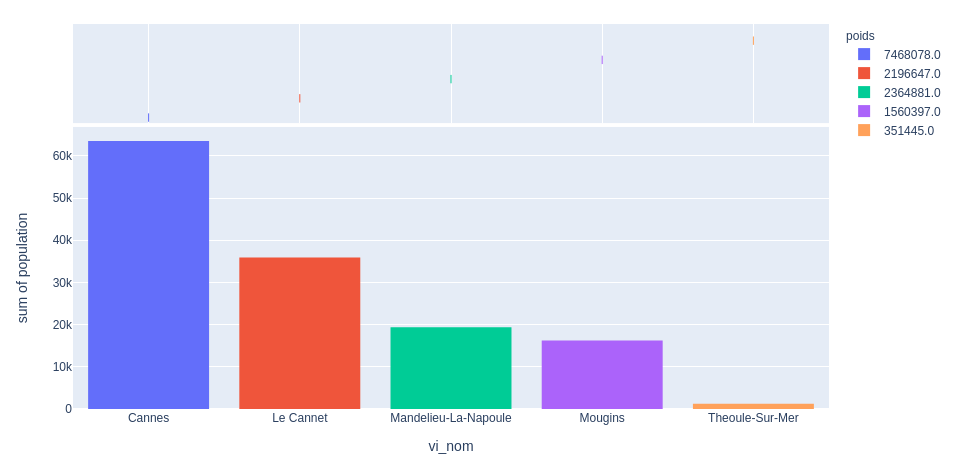 poids
7468078.0
2196647.0
2364881.0
1560397.0
351445.0
60k
50k
40k
30k
20k
10k
0
sum of population
Cannes
Le Cannet
Mandelieu-La-Napoule
Mougins
Theoule-Sur-Mer
vi_nom